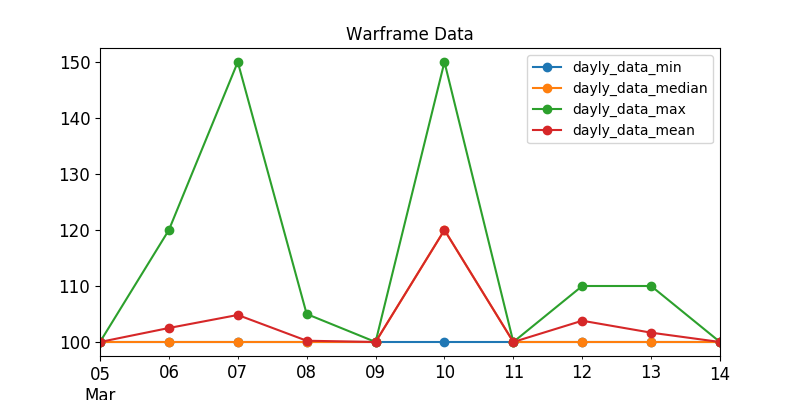 Warframe Data
150
140
130
120
110
100
dayly_data_min
dayly_data_median
dayly_data_max
dayly_data_mean
05 06 07 08 09 10 11 12 13 14
Mar